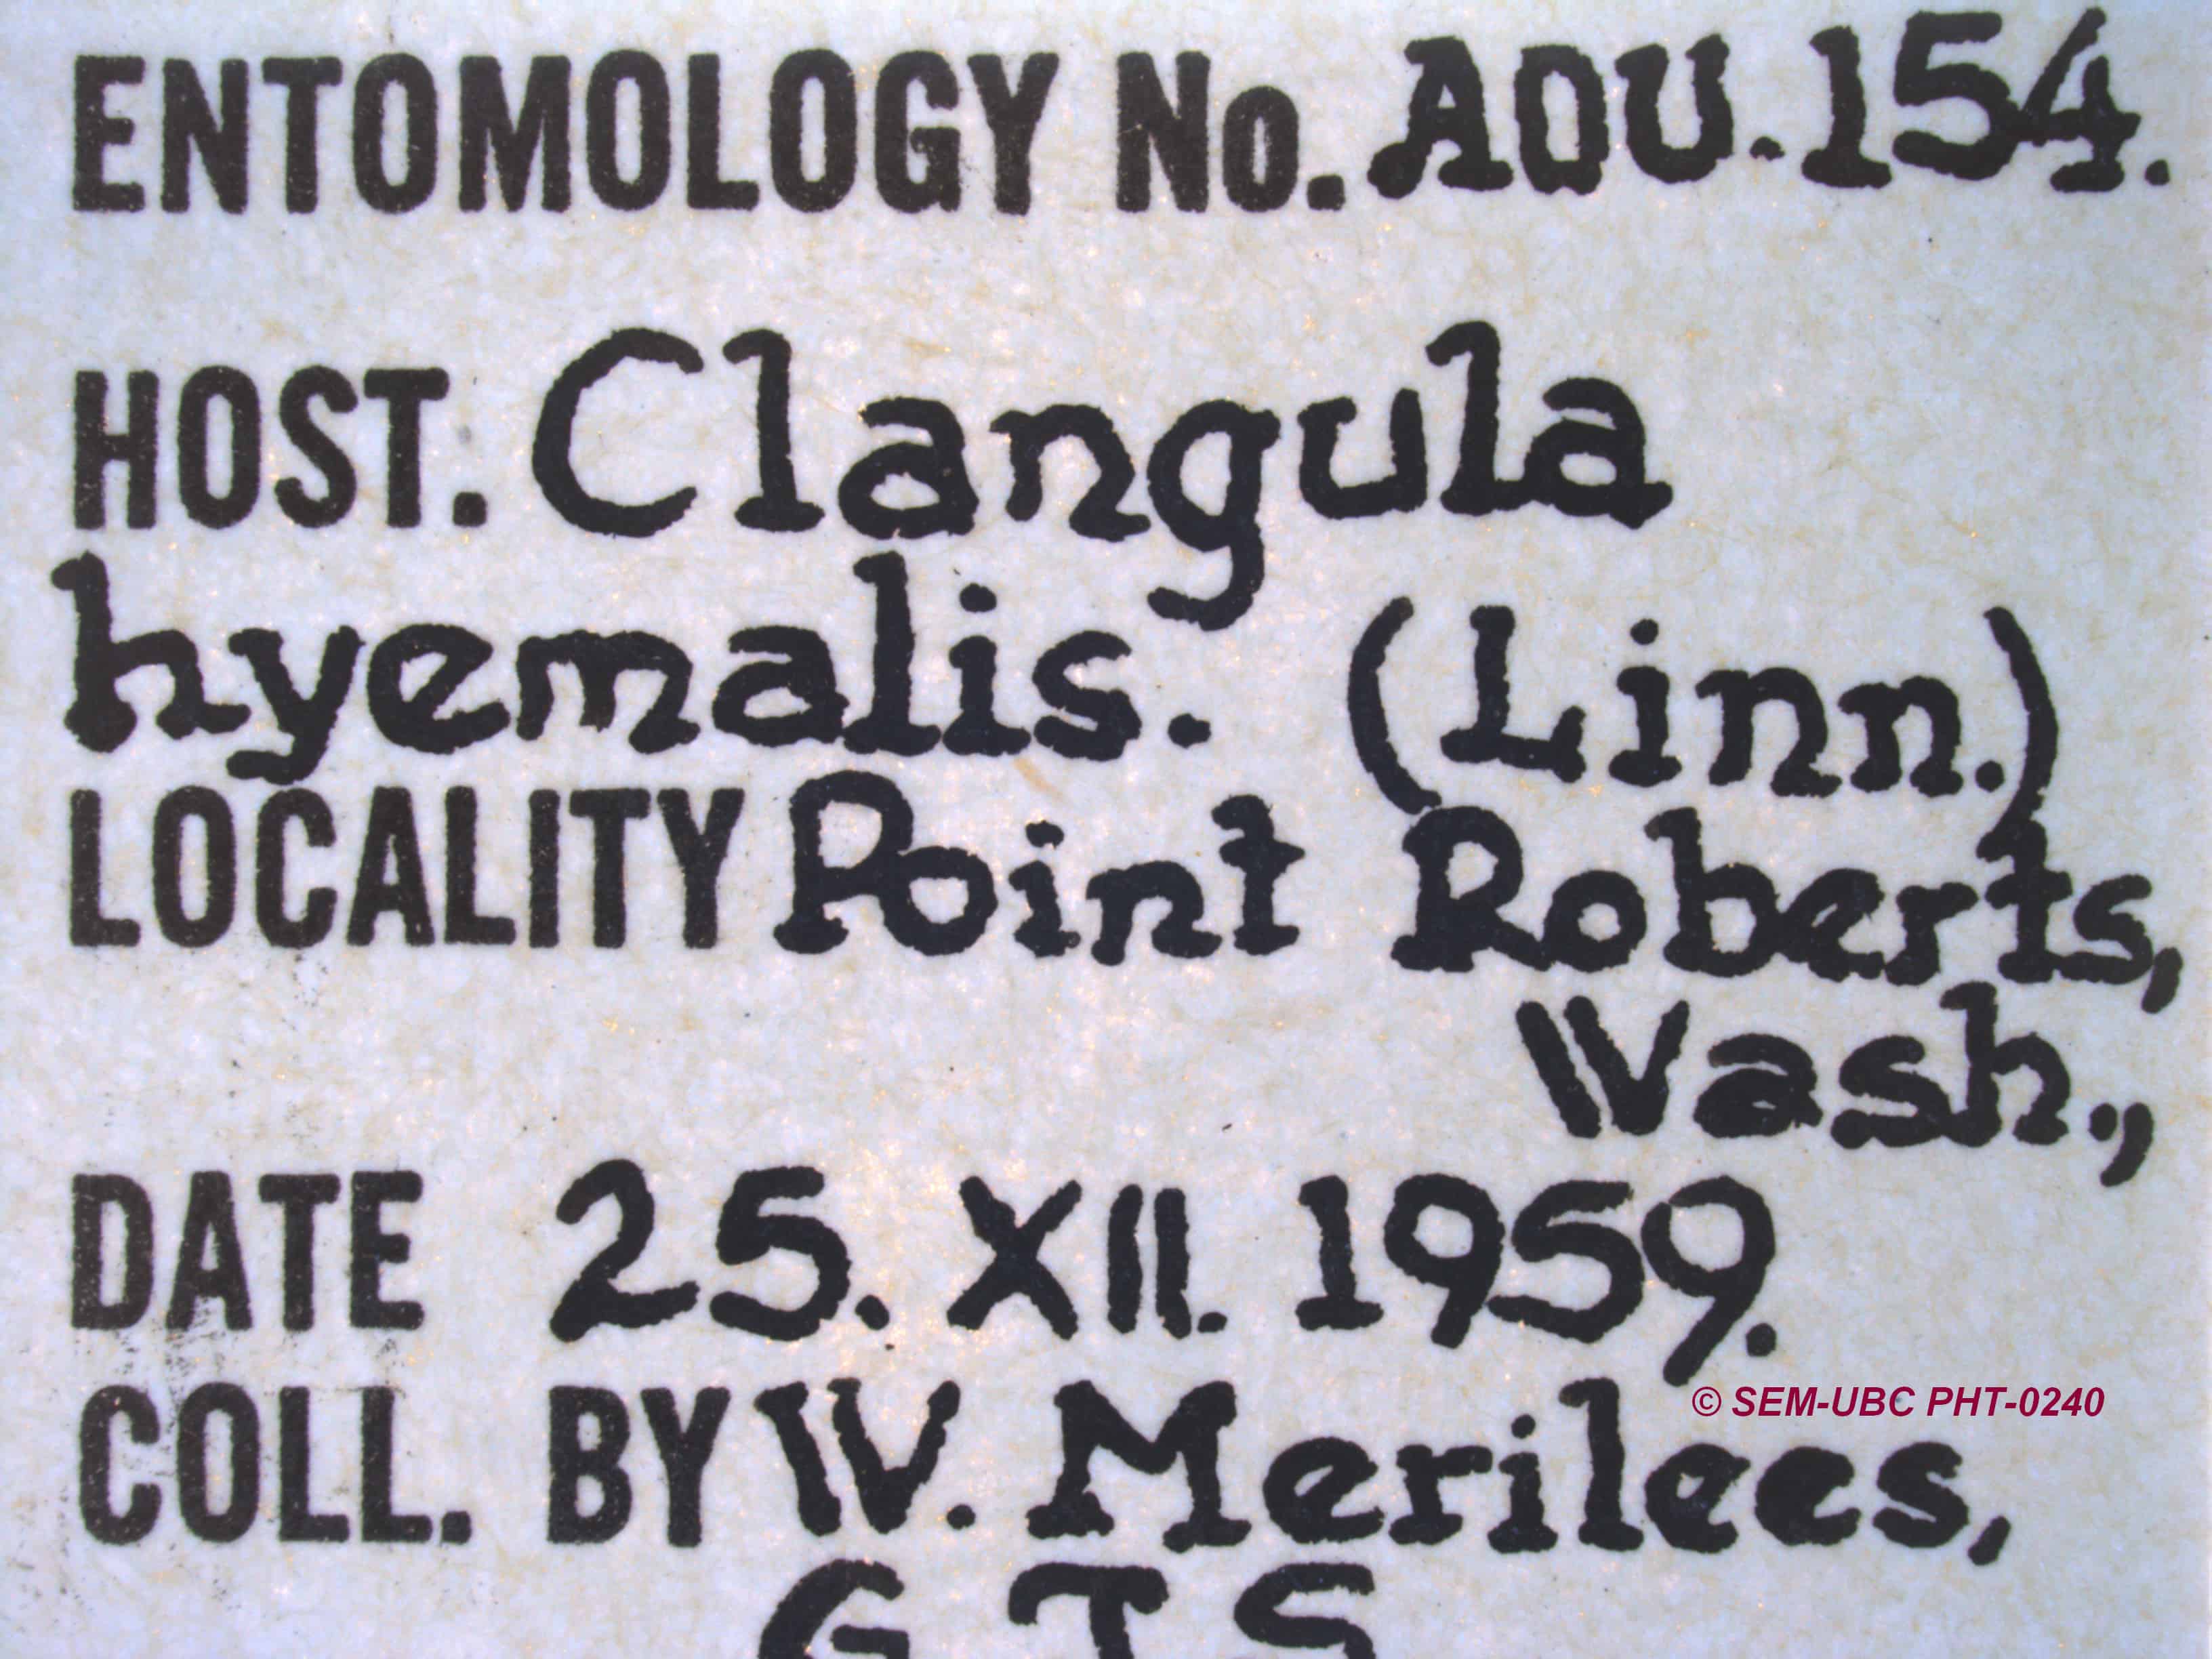 ENTOMOLOGY No. AOU. 154.
HOST. Clangula
hyemalis. (Linn.)
LOCALITY Point Roberts,
Wash.,
DATE 25. XII. 1959.
© SEM-UBC PHT-0240
COLL. BY W. Merilees,